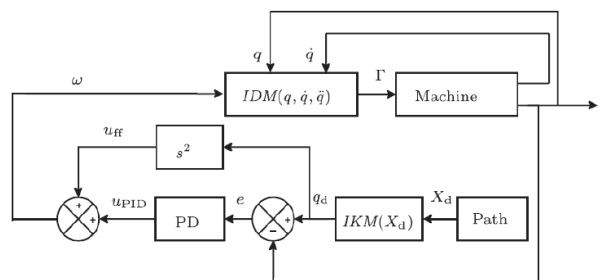 q q̇
ω Γ
IDM(q, q̇, q̈) Machine
u_ff
s²
u_PID e q_d X_d
+ + PD + − IKM(X_d) Path